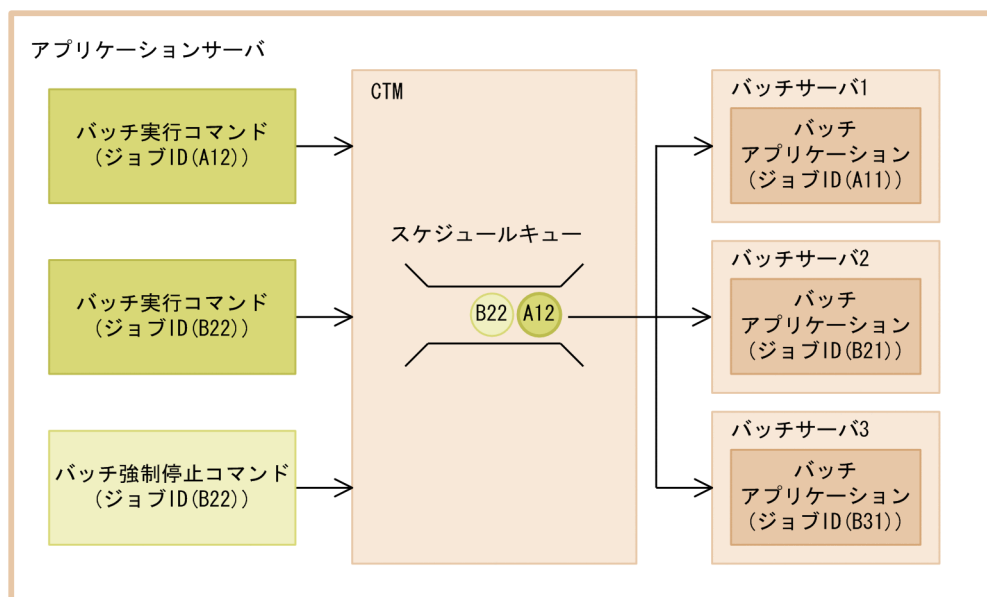 アプリケーションサーバ
バッチ実行コマンド
(ジョブID(A12))
バッチ実行コマンド
(ジョブID(B22))
バッチ強制停止コマンド
(ジョブID(B22))
CTM
スケジュールキュー
B22
A12
バッチサーバ1
バッチ
アプリケーション
(ジョブID(A11))
バッチサーバ2
バッチ
アプリケーション
(ジョブID(B21))
バッチサーバ3
バッチ
アプリケーション
(ジョブID(B31))